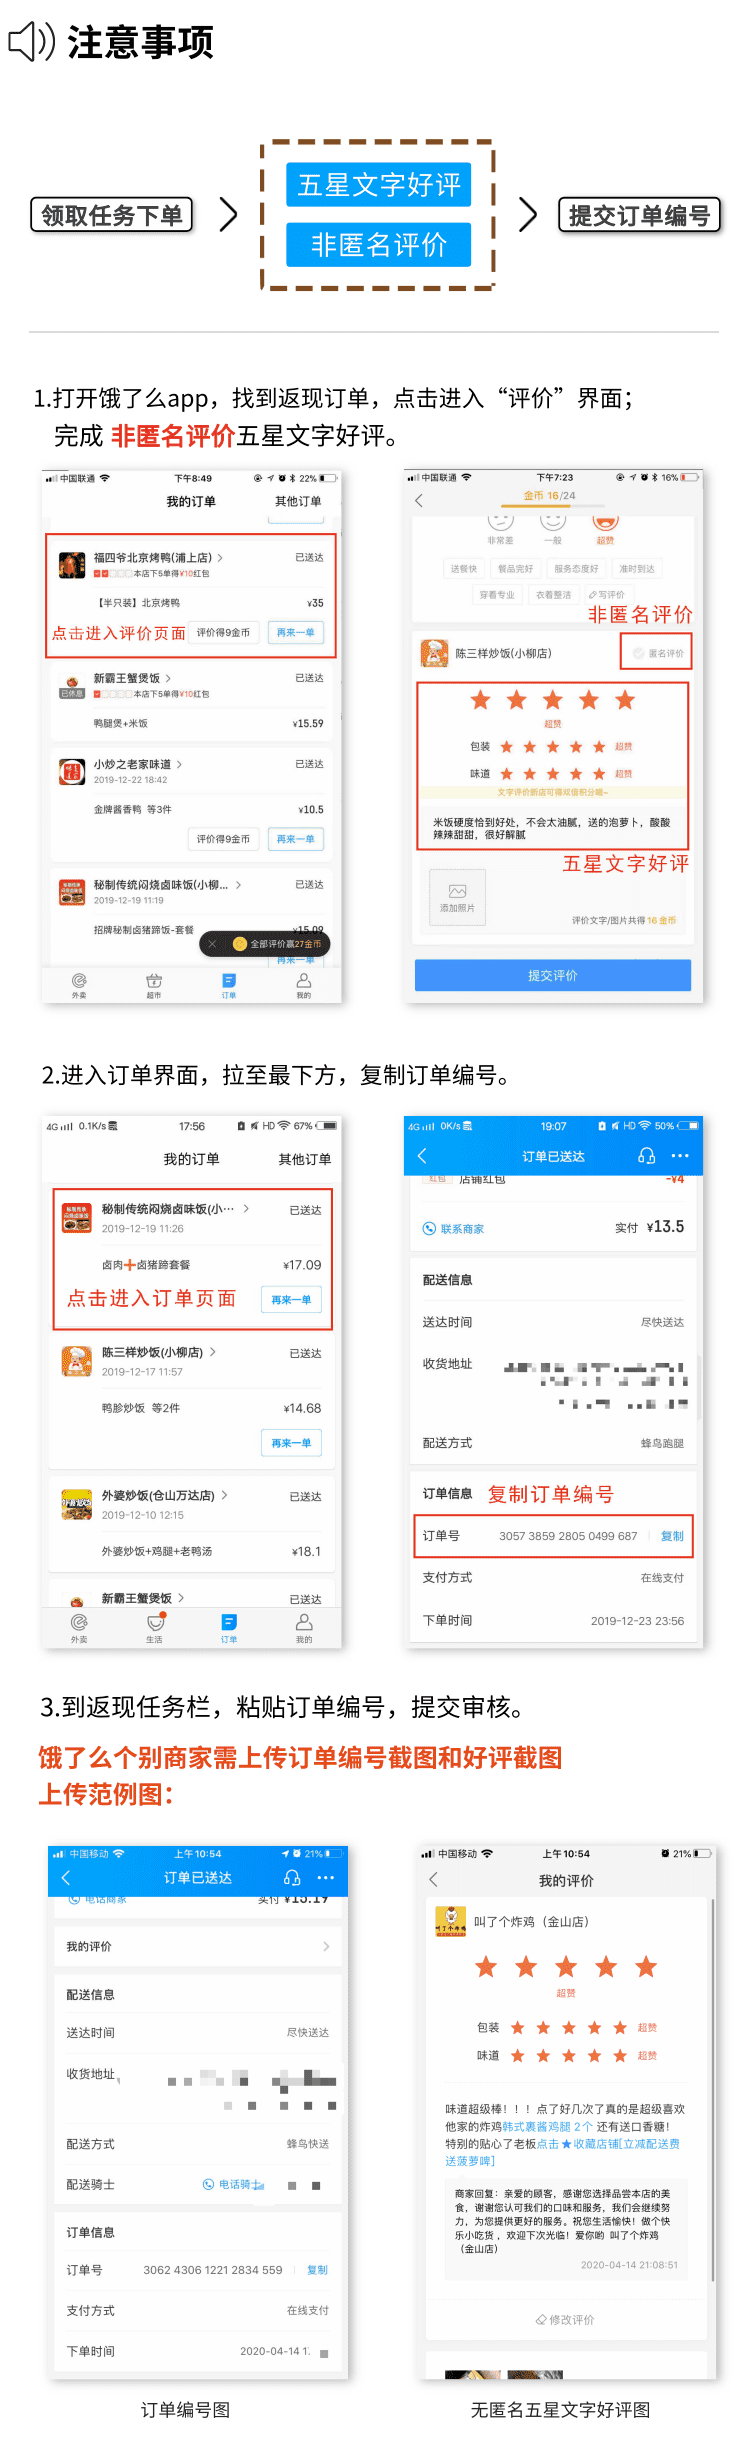 注意事项
领取任务下单
五星文字好评
非匿名评价
提交订单编号
1.打开饿了么app，找到返现订单，点击进入“评价”界面；
完成 非匿名评价五星文字好评。
中国联通
下午8:49
22%
我的订单
其他订单
福四爷北京烤鸭(浦上店)
已送达
本店下5单得¥10红包
【半只装】北京烤鸭
¥35
点击进入评价页面
评价得9金币
再来一单
新霸王蟹煲饭
已送达
已休息
本店下5单得¥10红包
鸭腿煲+米饭
¥15.59
小炒之老家味道
已送达
2019-12-22 18:42
金牌酱香鸭 等3件
¥10.5
评价得9金币
再来一单
秘制传统闷烧卤味饭(小柳...
已送达
2019-12-19 11:19
招牌秘制卤猪蹄饭-套餐
¥15.09
全部评价赢27金币
再来一单
外卖
超市
订单
我的
中国联通
下午7:23
16%
金币 16/24
非常差
一般
超赞
送餐快
餐品完好
服务态度好
准时到达
穿着专业
衣着整洁
写评价
非匿名评价
陈三样炒饭(小柳店)
匿名评价
超赞
包装
超赞
味道
超赞
文字评价新店可得双倍积分哦~
米饭硬度恰到好处，不会太油腻，送的泡萝卜，酸酸
辣辣甜甜，很好解腻
五星文字好评
添加照片
评价文字/图片共得 16 金币
提交评价
2.进入订单界面，拉至最下方，复制订单编号。
4G
0.1K/s
17:56
HD
67%
我的订单
其他订单
秘制传统闷烧卤味饭(小…
已送达
2019-12-19 11:26
卤肉➕卤猪蹄套餐
¥17.09
点击进入订单页面
再来一单
陈三样炒饭(小柳店)
已送达
2019-12-17 11:57
鸭胗炒饭 等2件
¥14.68
再来一单
外婆炒饭(仓山万达店)
已送达
2019-12-10 12:15
外婆炒饭+鸡腿+老鸭汤
¥18.1
新霸王蟹煲饭
已送达
外卖
生活
订单
我的
4G
0K/s
19:07
HD
50%
订单已送达
红包
店铺红包
-¥4
联系商家
实付 ¥13.5
配送信息
送达时间
尽快送达
收货地址
配送方式
蜂鸟跑腿
订单信息
复制订单编号
订单号
3057 3859 2805 0499 687
复制
支付方式
在线支付
下单时间
2019-12-23 23:56
3.到返现任务栏，粘贴订单编号，提交审核。
饿了么个别商家需上传订单编号截图和好评截图
上传范例图：
中国移动
上午10:54
21%
订单已送达
电话商家
实付 ¥15.19
我的评价
配送信息
送达时间
尽快送达
收货地址
配送方式
蜂鸟快送
配送骑士
电话骑士
订单信息
订单号
3062 4306 1221 2834 559
复制
支付方式
在线支付
下单时间
2020-04-14 1
订单编号图
中国移动
上午10:54
21%
我的评价
叫了个炸鸡（金山店）
超赞
包装
超赞
味道
超赞
味道超级棒！！！点了好几次了真的是超级喜欢
他家的炸鸡韩式裹酱鸡腿 2个 还有送口香糖！
特别的贴心了老板点击★收藏店铺[立减配送费
送菠萝啤]
商家回复：亲爱的顾客，感谢您选择品尝本店的美
食，谢谢您认可我们的口味和服务，我们会继续努
力，为您提供更好的服务。祝您生活愉快！做个快
乐小吃货，欢迎下次光临！爱你哟 叫了个炸鸡
（金山店）
2020-04-14 21:08:51
修改评价
无匿名五星文字好评图